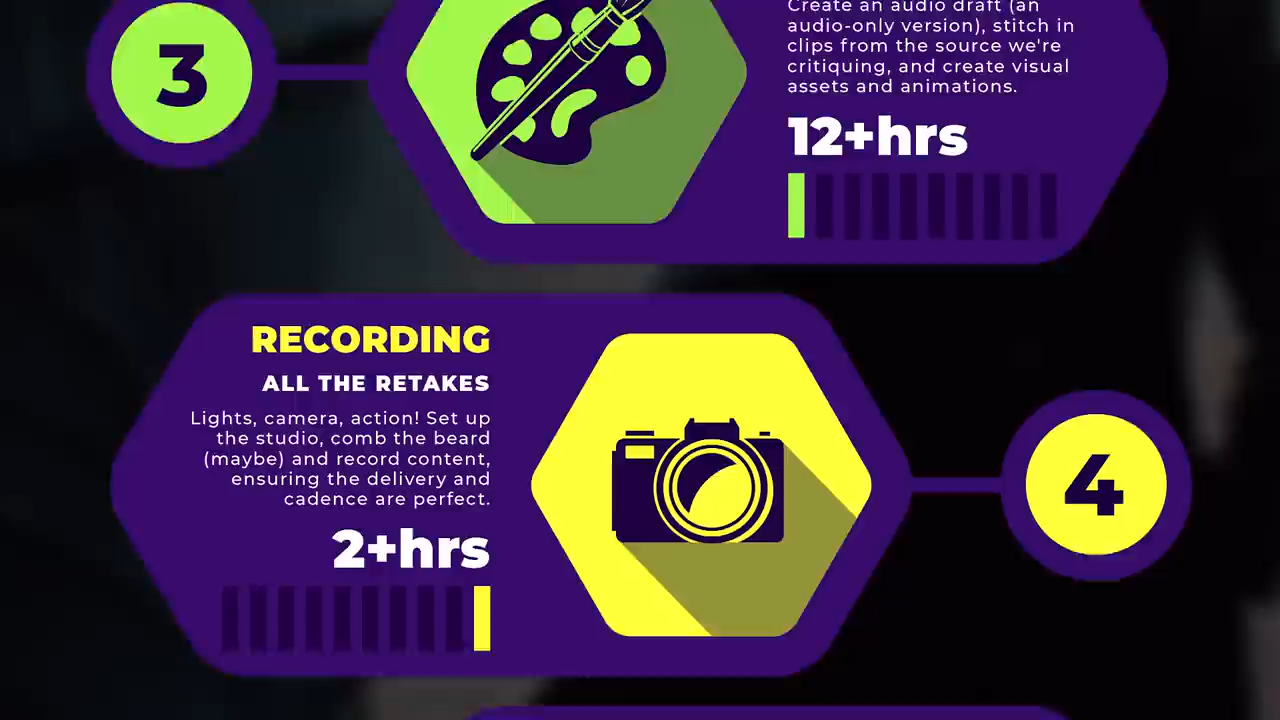 3
Create an audio draft (an
audio-only version), stitch in
clips from the source we're
critiquing, and create visual
assets and animations.
12+hrs
RECORDING
ALL THE RETAKES
Lights, camera, action! Set up
the studio, comb the beard
(maybe) and record content,
ensuring the delivery and
cadence are perfect.
2+hrs
4